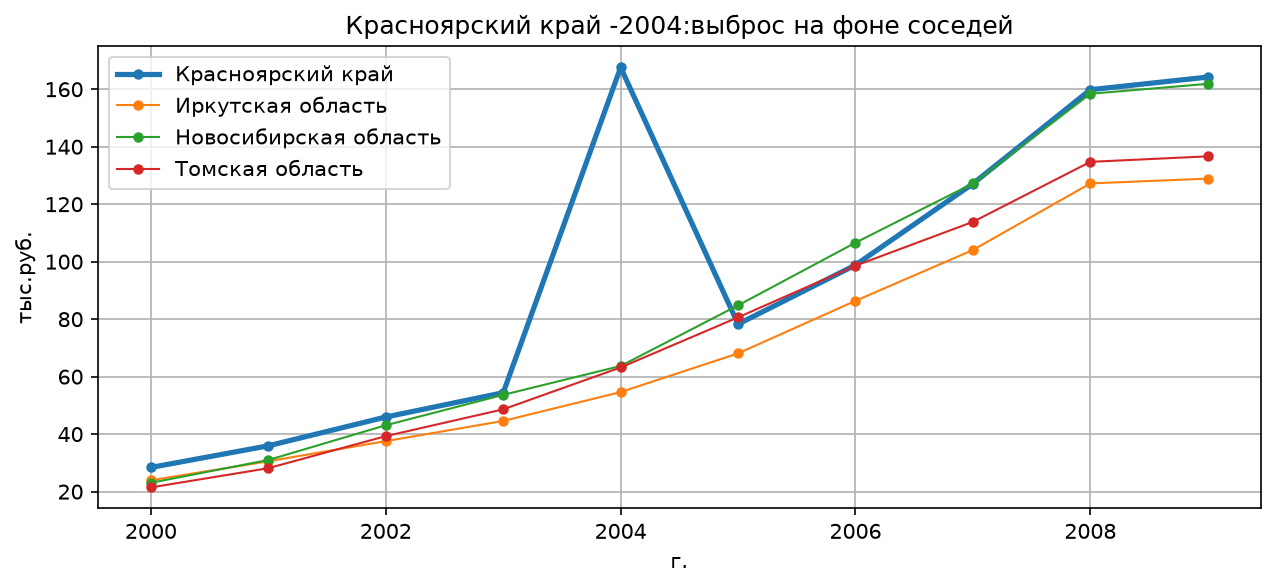 Красноярский край -2004:выброс на фоне соседей
Красноярский край
Иркутская область
Новосибирская область
Томская область
тыс.руб.
160
140
120
100
80
60
40
20
2000
2002
2004
2006
2008
г.